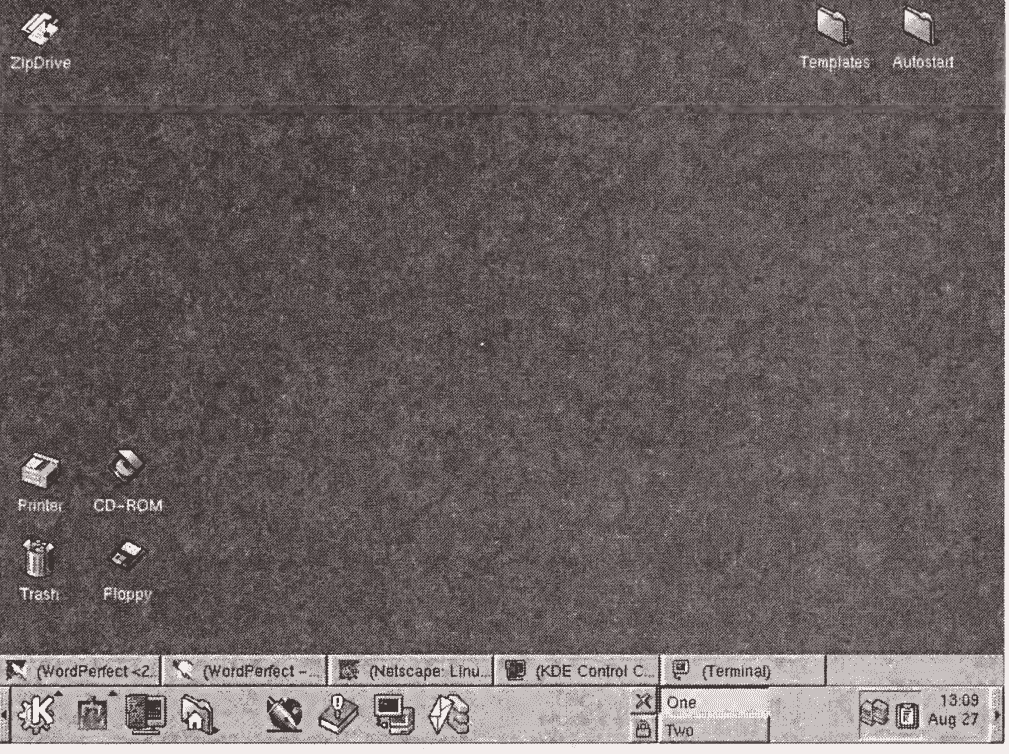 ZipDrive
Templates
Autostart
Printer
CD-ROM
Trash
Floppy
(WordPerfect <2...
(WordPerfect –...
(Netscape: Linu...
(KDE Control C...
(Terminal)
One
Two
13:09
Aug 27